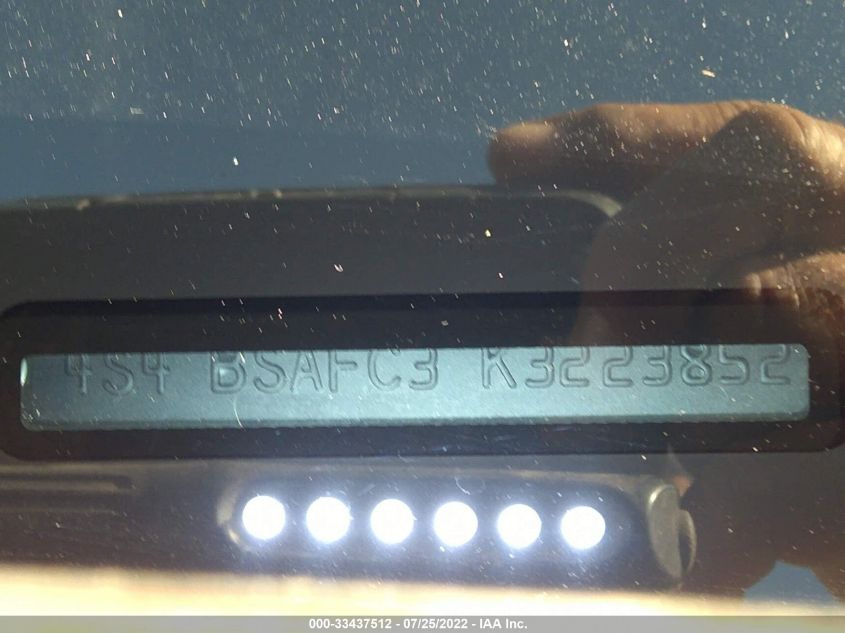 4S4 BSAFC3 K3223852
000-33437512 - 07/25/2022 - IAA Inc.